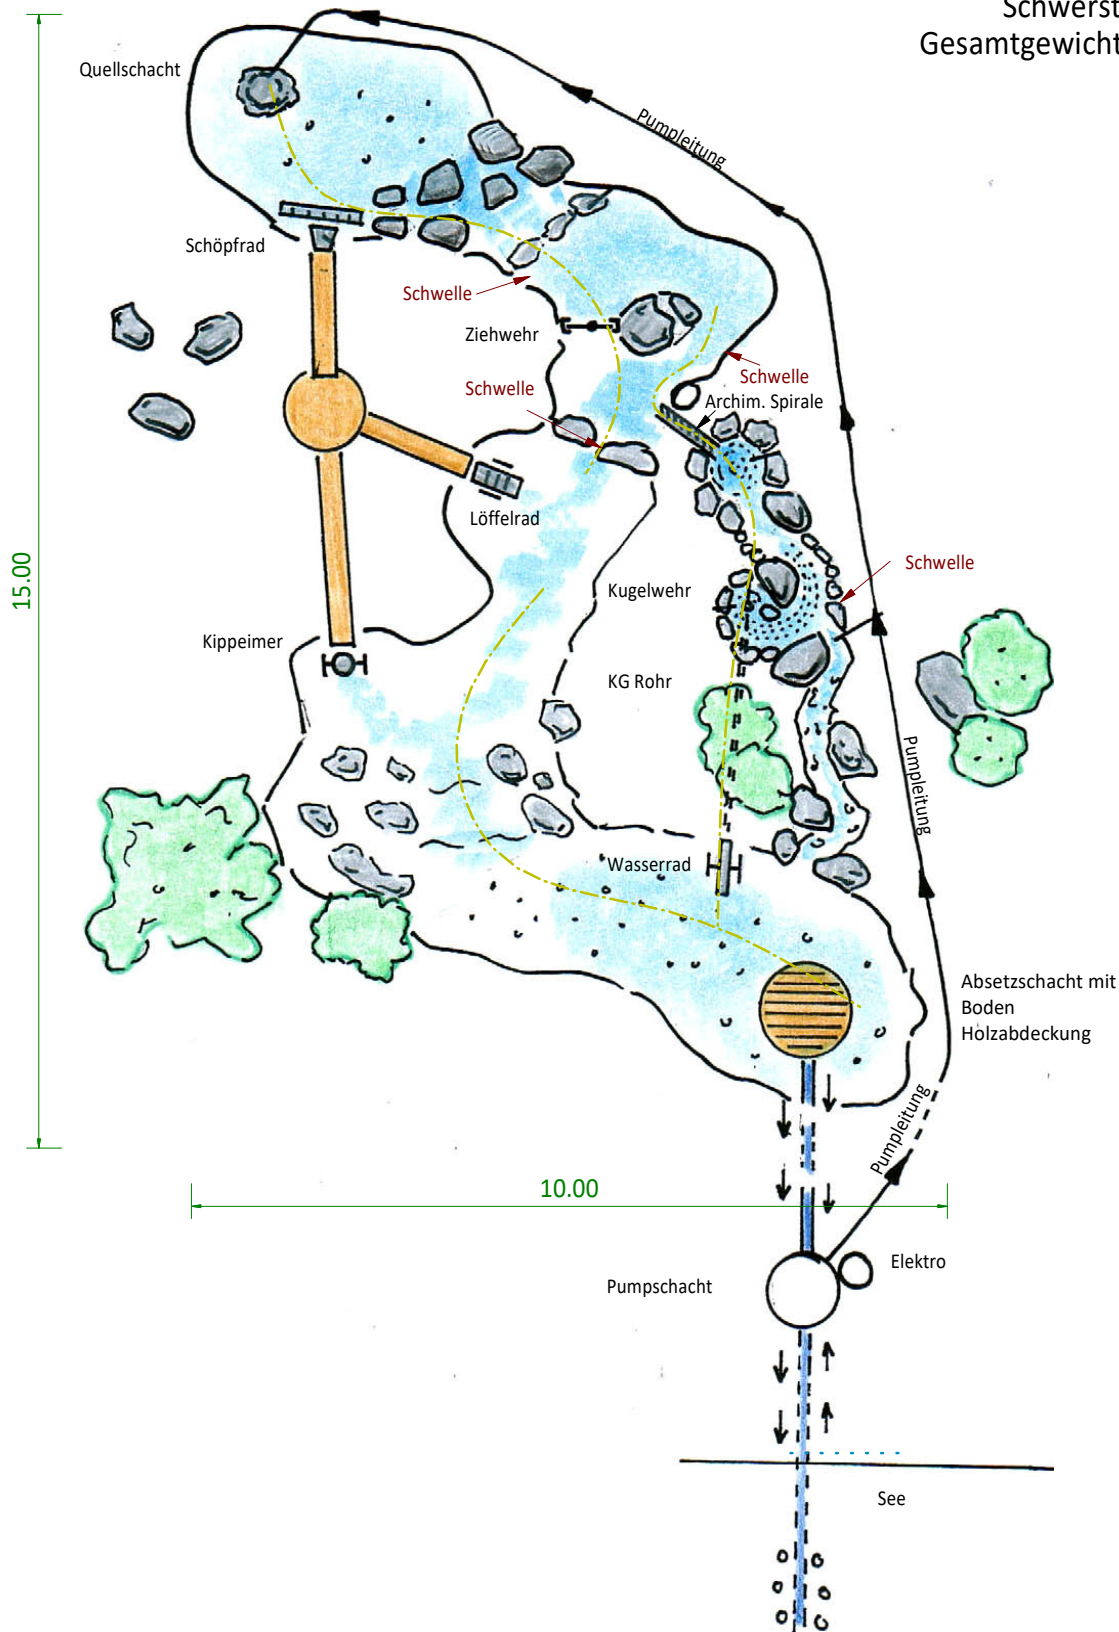 Schwerst
Gesamtgewicht
Quellschacht
Pumpleitung
Schöpfrad
Schwelle
Ziehwehr
Schwelle
Schwelle
Archim. Spirale
Löffelrad
15.00
Schwelle
Kugelwehr
Kippeimer
KG Rohr
Pumpleitung
Wasserrad
Absetzschacht mit
Boden
Holzabdeckung
Pumpleitung
10.00
Elektro
Pumpschacht
See